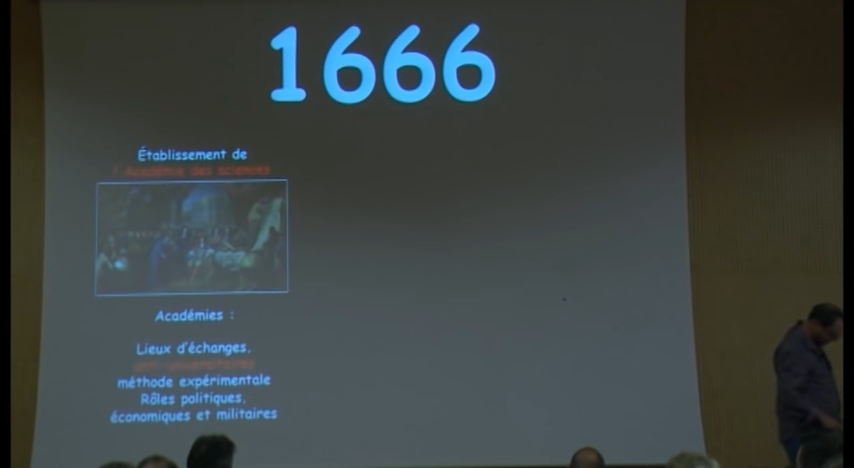 1666
Établissement de
l'Académie des sciences
Académies :
Lieux d'échanges,
méthode expérimentale
Rôles politiques,
économiques et militaires